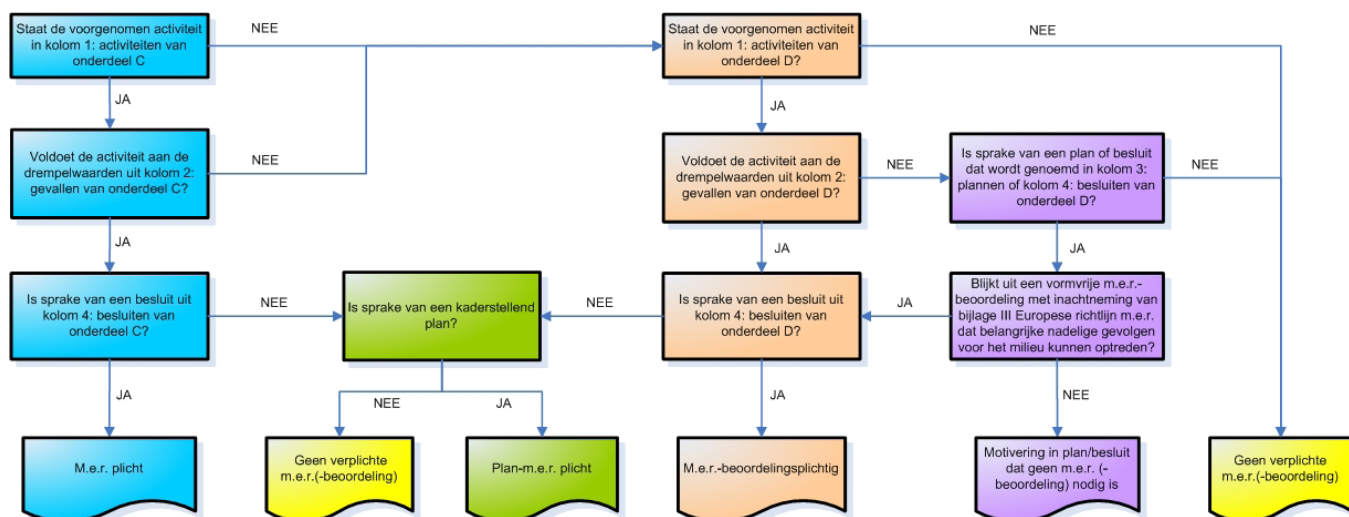 Staat de voorgenomen activiteit
in kolom 1: activiteiten van
onderdeel C
NEE
Staat de voorgenomen activiteit
in kolom 1: activiteiten van
onderdeel D?
NEE
JA
JA
Voldoet de activiteit aan de
drempelwaarden uit kolom 2:
gevallen van onderdeel C?
NEE
Voldoet de activiteit aan de
drempelwaarden uit kolom 2:
gevallen van onderdeel D?
NEE
Is sprake van een plan of besluit
dat wordt genoemd in kolom 3:
plannen of kolom 4: besluiten van
onderdeel D?
NEE
JA
JA
JA
Is sprake van een besluit uit
kolom 4: besluiten van
onderdeel C?
NEE
Is sprake van een kaderstellend
plan?
NEE
Is sprake van een besluit uit
kolom 4: besluiten van
onderdeel D?
JA
Blijkt uit een vormvrije m.e.r.-
beoordeling met inachtneming van
bijlage III Europese richtlijn m.e.r.
dat belangrijke nadelige gevolgen
voor het milieu kunnen optreden?
JA
NEE
JA
JA
NEE
M.e.r. plicht
Geen verplichte
m.e.r.(-beoordeling)
Plan-m.e.r. plicht
M.e.r.-beoordelingsplichtig
Motivering in plan/besluit
dat geen m.e.r. (-
beoordeling) nodig is
Geen verplichte
m.e.r.(-beoordeling)